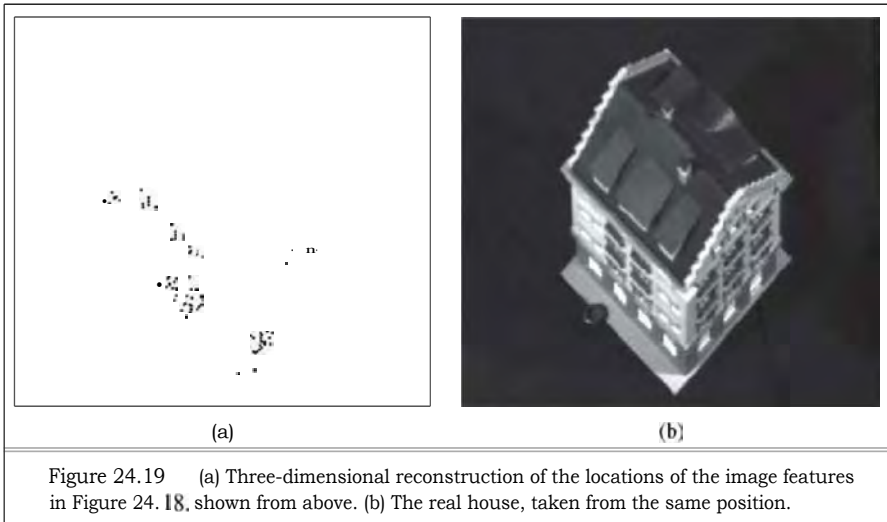 (a)
(b)
Figure 24.19 (a) Three-dimensional reconstruction of the locations of the image features
in Figure 24.18, shown from above. (b) The real house, taken from the same position.